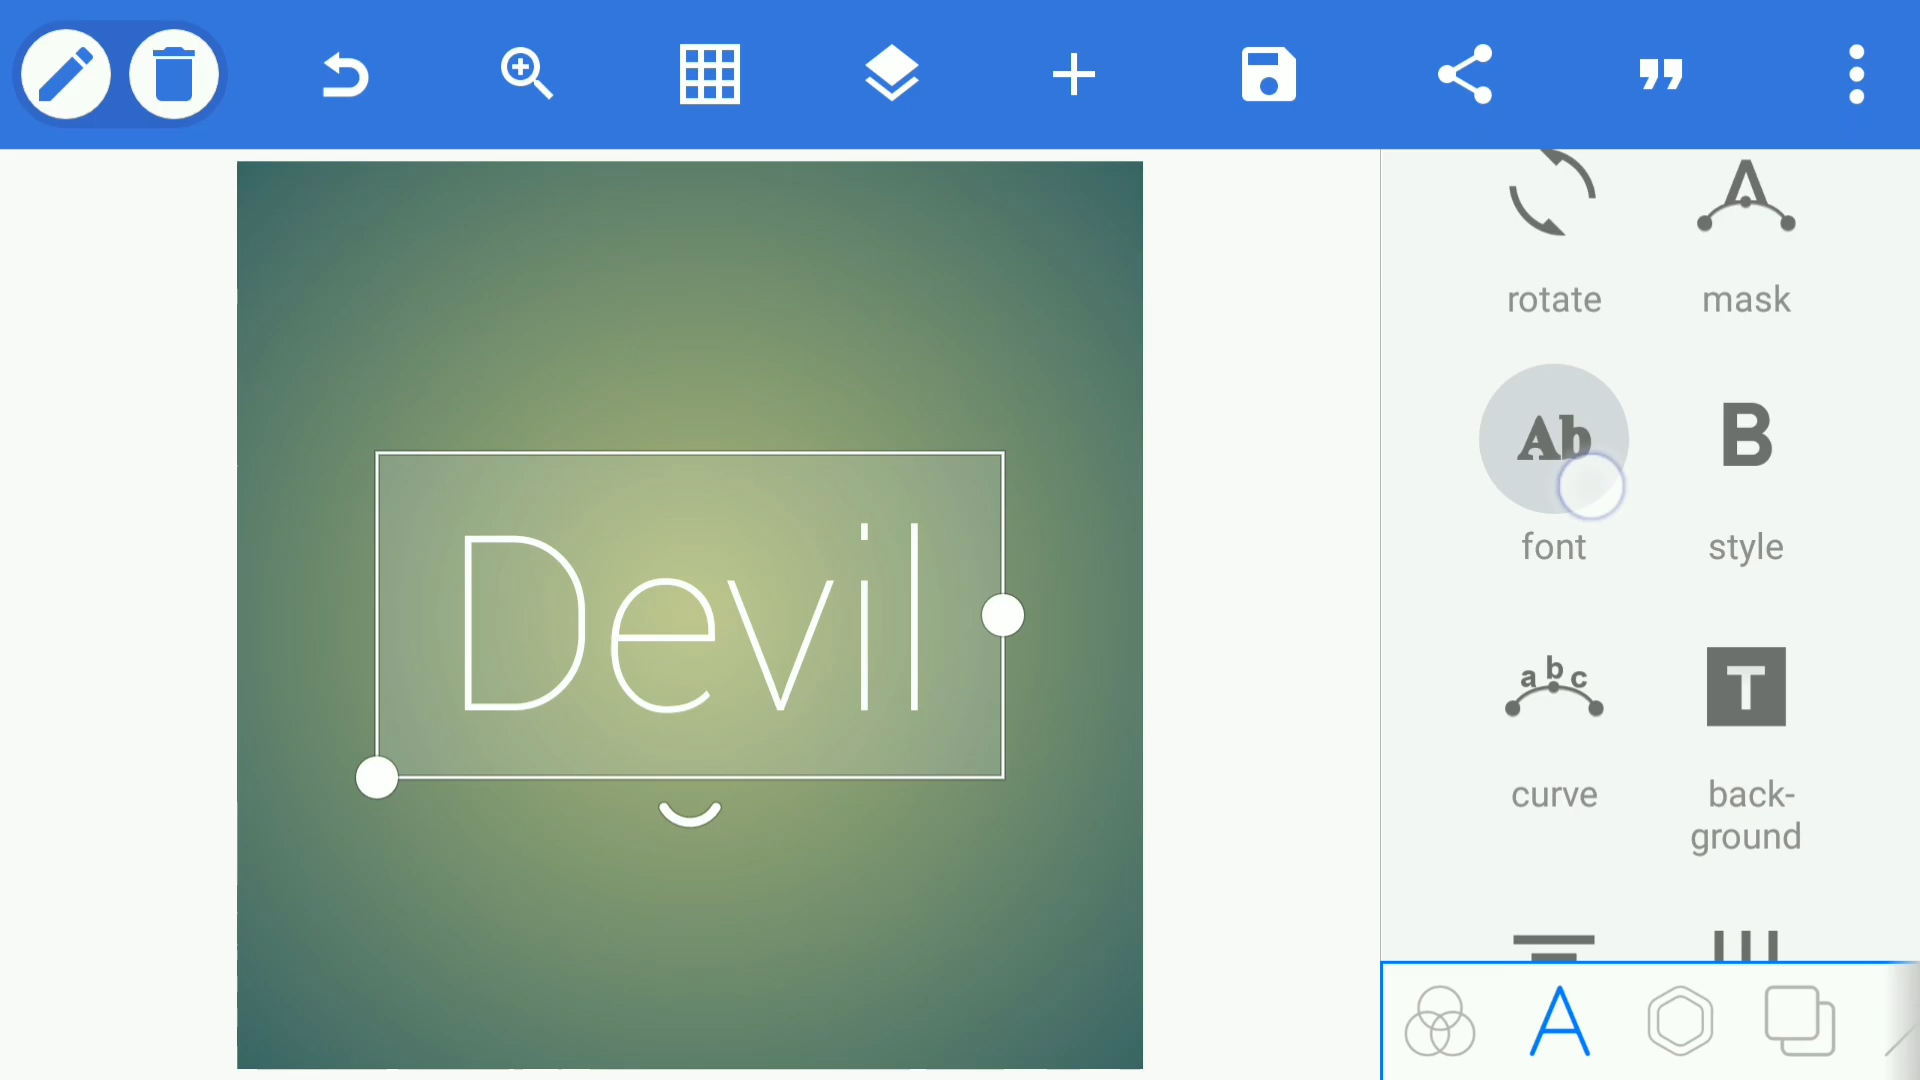 rotate
mask
A
Ab
font
B
style
abc
curve
T
back-
ground
Devil
A